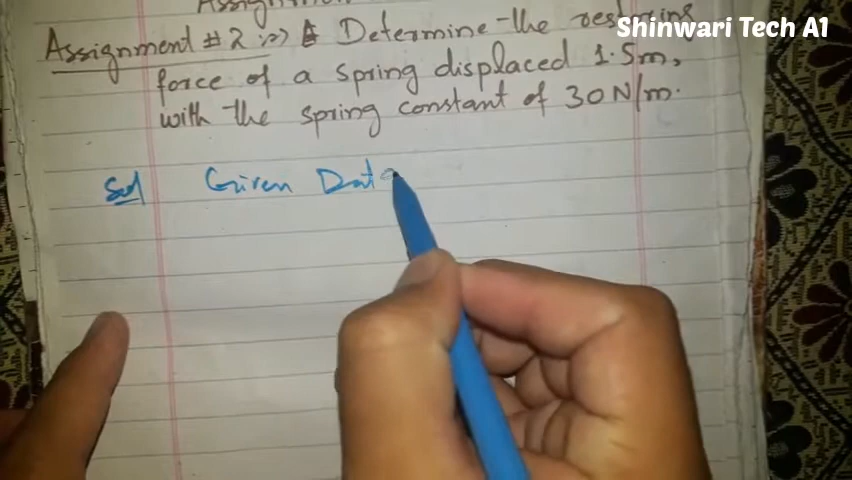 Shinwari Tech A1
Assignment #2 :⇒ Determine the restoring
force of a spring displaced 1.5m,
with the spring constant of 30 N/m.
Sol Given Data